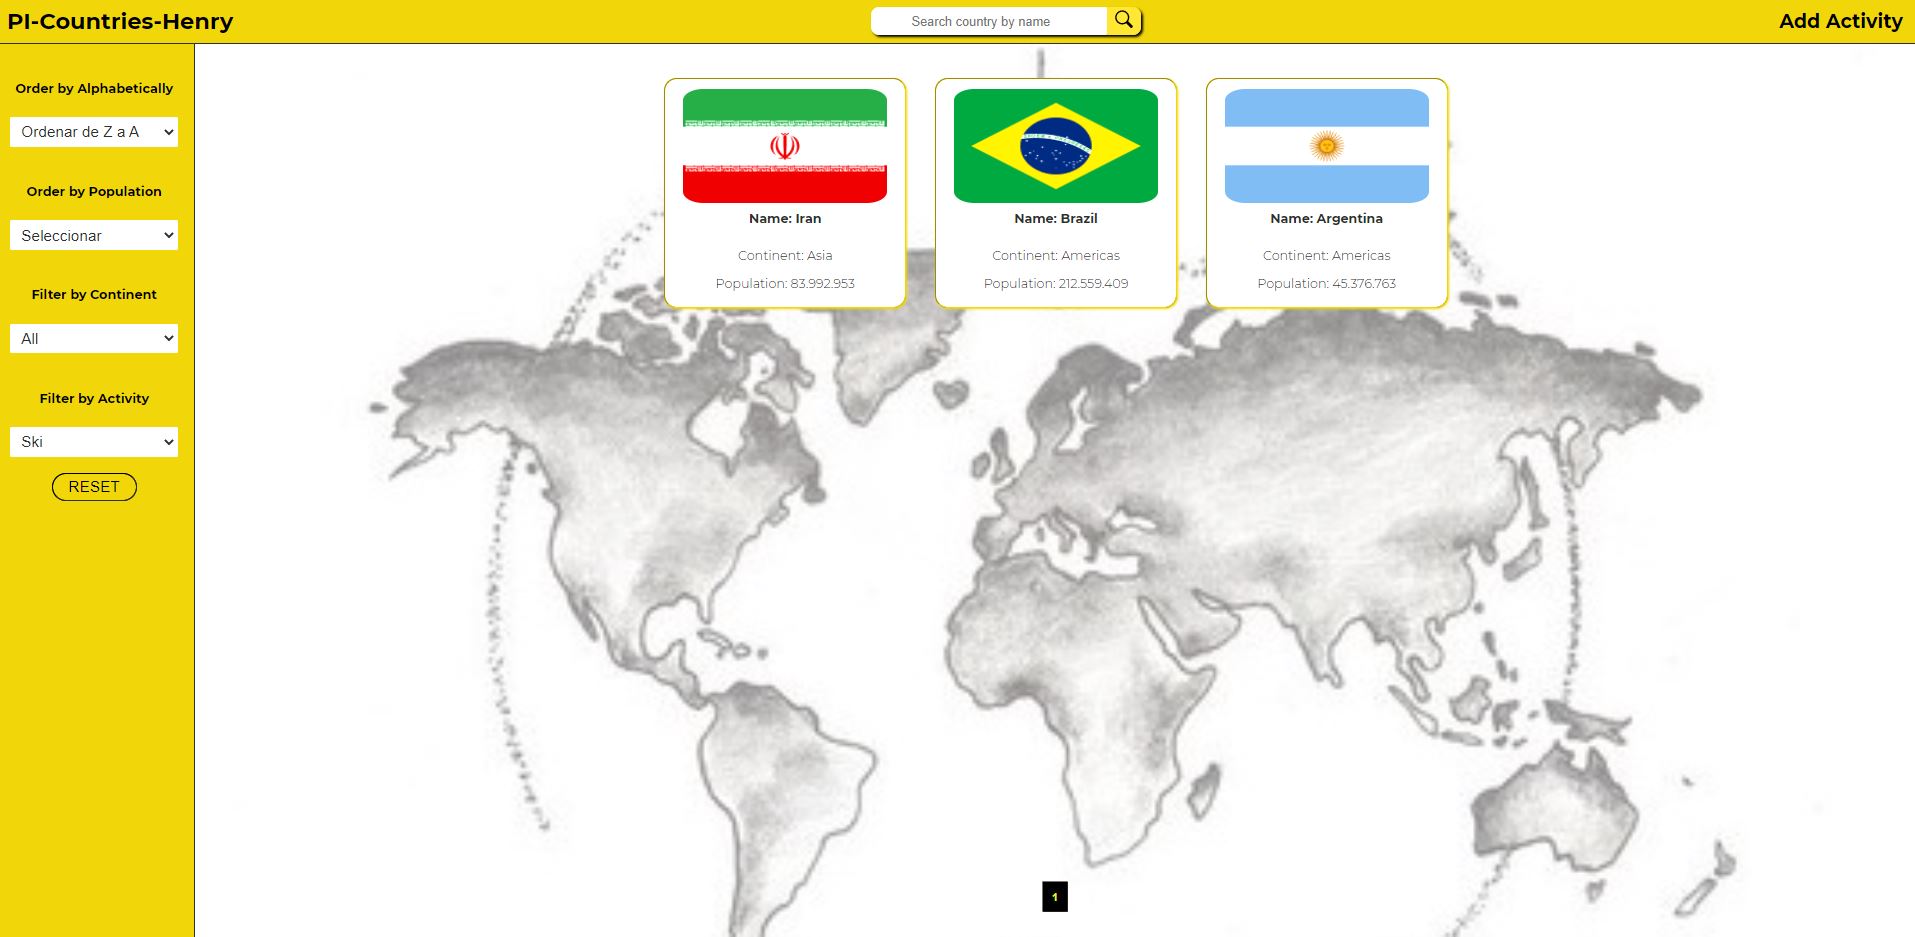 PI-Countries-Henry
Search country by name
Add Activity
Order by Alphabetically
Ordenar de Z a A
Order by Population
Seleccionar
Filter by Continent
All
Filter by Activity
Ski
RESET
Name: Iran
Continent: Asia
Population: 83.992.953
Name: Brazil
Continent: Americas
Population: 212.559.409
Name: Argentina
Continent: Americas
Population: 45.376.763
1